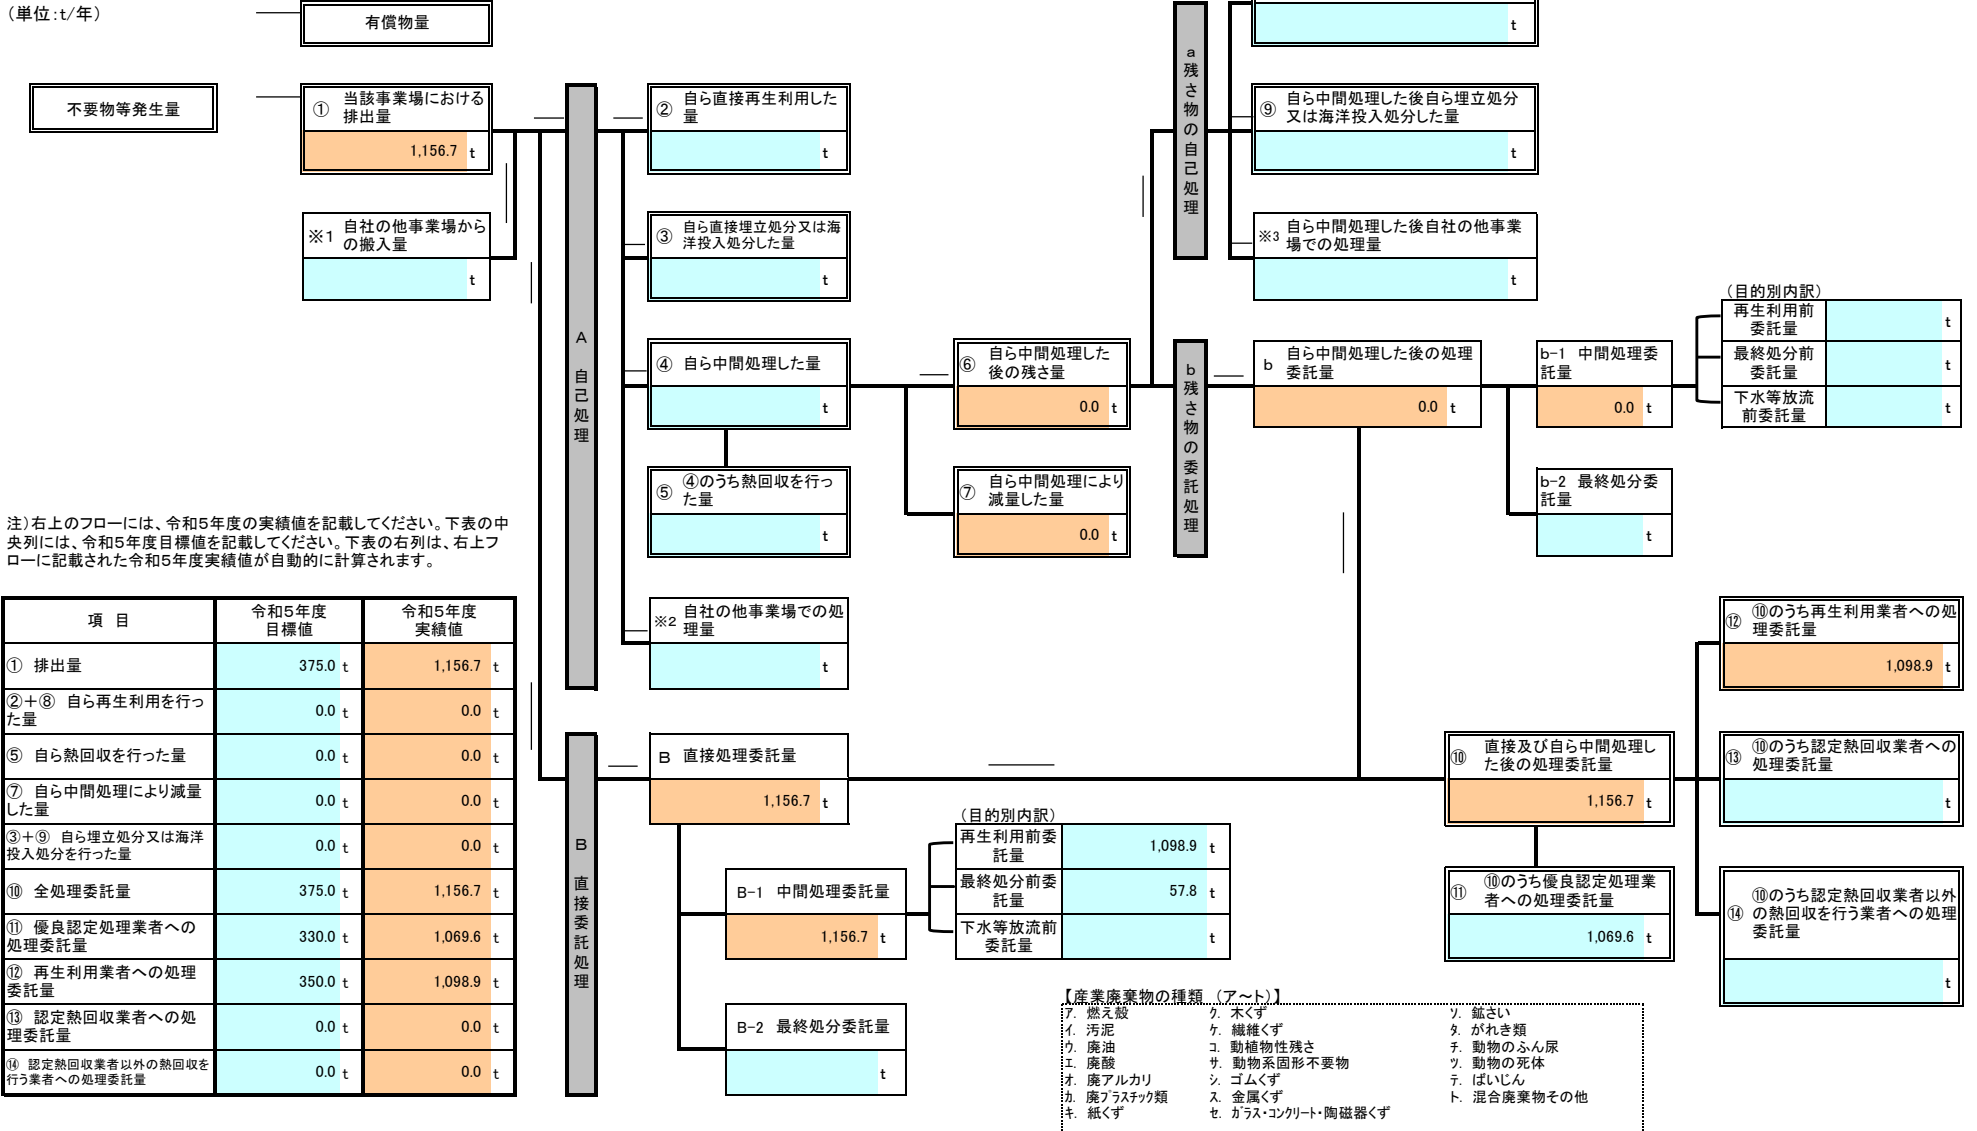 （単位：t/年）
有償物量
不要物等発生量
①
当該事業場における
排出量
1,156.7 t
※1
自社の他事業場から
の搬入量
t
A
自
己
処
理
②
自ら直接再生利用した
量
t
③
自ら直接埋立処分又は海
洋投入処分した量
t
④
自ら中間処理した量
t
⑤
④のうち熱回収を行っ
た量
t
※2
自社の他事業場での処
理量
t
⑥
自ら中間処理した
後の残さ量
0.0 t
⑦
自ら中間処理により
減量した量
0.0 t
a
残
さ
物
の
自
己
処
理
t
⑨
自ら中間処理した後自ら埋立処分
又は海洋投入処分した量
t
※3
自ら中間処理した後自社の他事業
場での処理量
t
b
残
さ
物
の
委
託
処
理
b
自ら中間処理した後の処理
委託量
0.0 t
b-1 中間処理委
託量
0.0 t
b-2 最終処分委
託量
t
（目的別内訳）
再生利用前
委託量
t
最終処分前
委託量
t
下水等放流
前委託量
t
注）右上のフローには、令和５年度の実績値を記載してください。下表の中
央列には、令和５年度目標値を記載してください。下表の右列は、右上フ
ローに記載された令和５年度実績値が自動的に計算されます。
項 目
令和５年度
目標値
令和５年度
実績値
① 排出量
375.0 t
1,156.7 t
②＋⑧ 自ら再生利用を行っ
た量
0.0 t
0.0 t
⑤ 自ら熱回収を行った量
0.0 t
0.0 t
⑦ 自ら中間処理により減量
した量
0.0 t
0.0 t
③＋⑨ 自ら埋立処分又は海洋
投入処分を行った量
0.0 t
0.0 t
⑩ 全処理委託量
375.0 t
1,156.7 t
⑪ 優良認定処理業者への
処理委託量
330.0 t
1,069.6 t
⑫ 再生利用業者への処理
委託量
350.0 t
1,098.9 t
⑬ 認定熱回収業者への処
理委託量
0.0 t
0.0 t
⑭ 認定熱回収業者以外の熱回収を
行う業者への処理委託量
0.0 t
0.0 t
B
直
接
委
託
処
理
B 直接処理委託量
1,156.7 t
B-1 中間処理委託量
1,156.7 t
B-2 最終処分委託量
t
（目的別内訳）
再生利用前委
託量
1,098.9 t
最終処分前委
託量
57.8 t
下水等放流前
委託量
t
⑩
直接及び自ら中間処理し
た後の処理委託量
1,156.7 t
⑪
⑩のうち優良認定処理業
者への処理委託量
1,069.6 t
⑫
⑩のうち再生利用業者への処
理委託量
1,098.9 t
⑬
⑩のうち認定熱回収業者への
処理委託量
t
⑭
⑩のうち認定熱回収業者以外
の熱回収を行う業者への処理
委託量
t
【産業廃棄物の種類 （ア～ト）】
ア. 燃え殻
イ. 汚泥
ウ. 廃油
エ. 廃酸
オ. 廃アルカリ
カ. 廃プラスチック類
キ. 紙くず
ク. 木くず
ケ. 繊維くず
コ. 動植物性残さ
サ. 動物系固形不要物
シ. ゴムくず
ス. 金属くず
セ. ガラス・コンクリート・陶磁器くず
ソ. 鉱さい
タ. がれき類
チ. 動物のふん尿
ツ. 動物の死体
テ. ばいじん
ト. 混合廃棄物その他